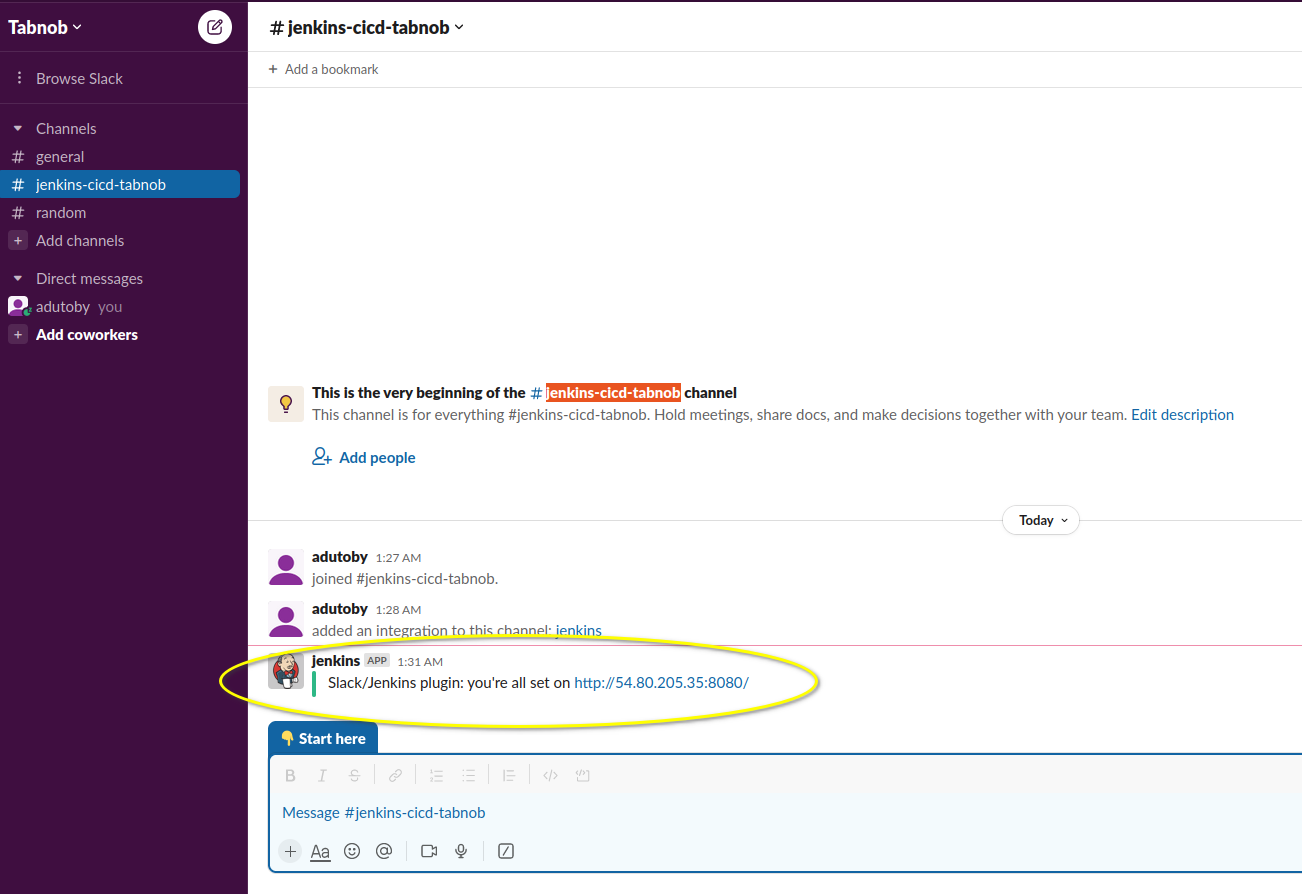 Tabnob
Browse Slack
Channels
# general
# jenkins-cicd-tabnob
# random
+ Add channels
Direct messages
adutoby you
+ Add coworkers
# jenkins-cicd-tabnob
+ Add a bookmark
This is the very beginning of the # jenkins-cicd-tabnob channel
This channel is for everything #jenkins-cicd-tabnob. Hold meetings, share docs, and make decisions together with your team. Edit description
Add people
Today
adutoby 1:27 AM
joined #jenkins-cicd-tabnob.
adutoby 1:28 AM
added an integration to this channel: jenkins
jenkins APP 1:31 AM
Slack/Jenkins plugin: you're all set on http://54.80.205.35:8080/
👇 Start here
B I S
Message #jenkins-cicd-tabnob
+ Aa @